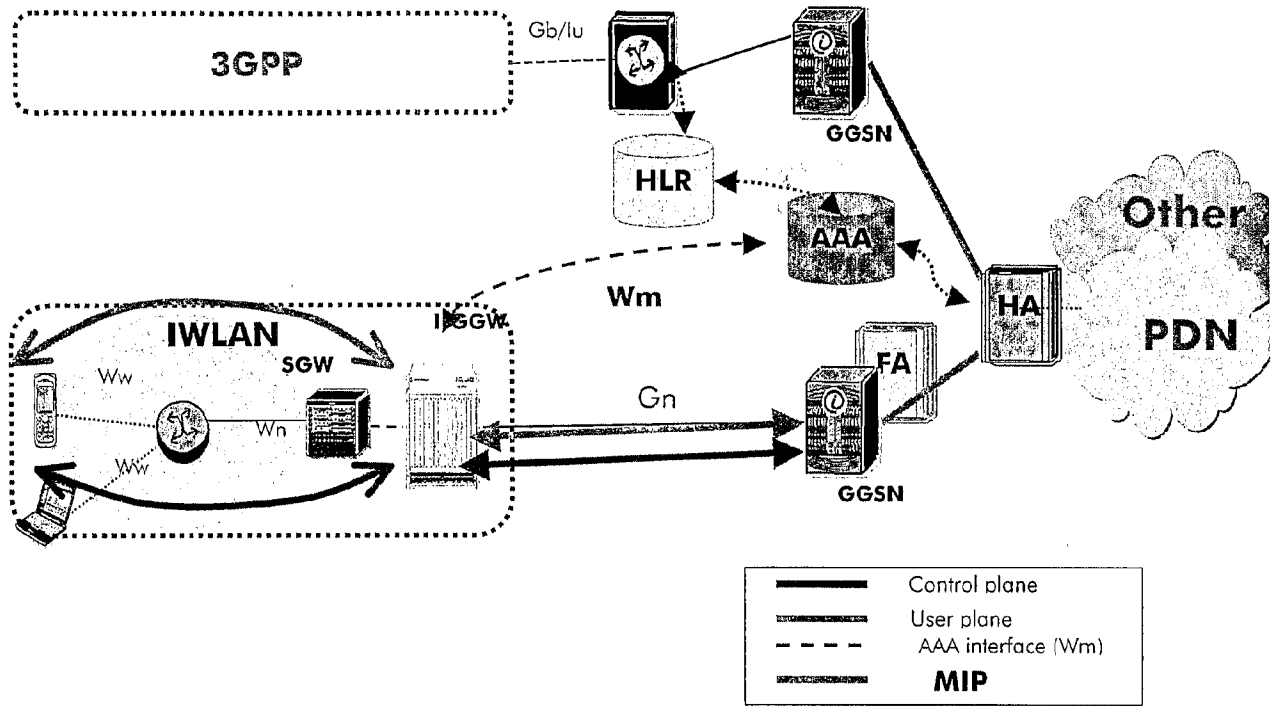 Gb/Iu
3GPP
GGSN
HLR
Other
AAA
Wm
HA
IWLAN
PDN
SGW
FA
Ww
Gn
Wn
Ww
GGSN
Control plane
User plane
AAA interface (Wm)
MIP